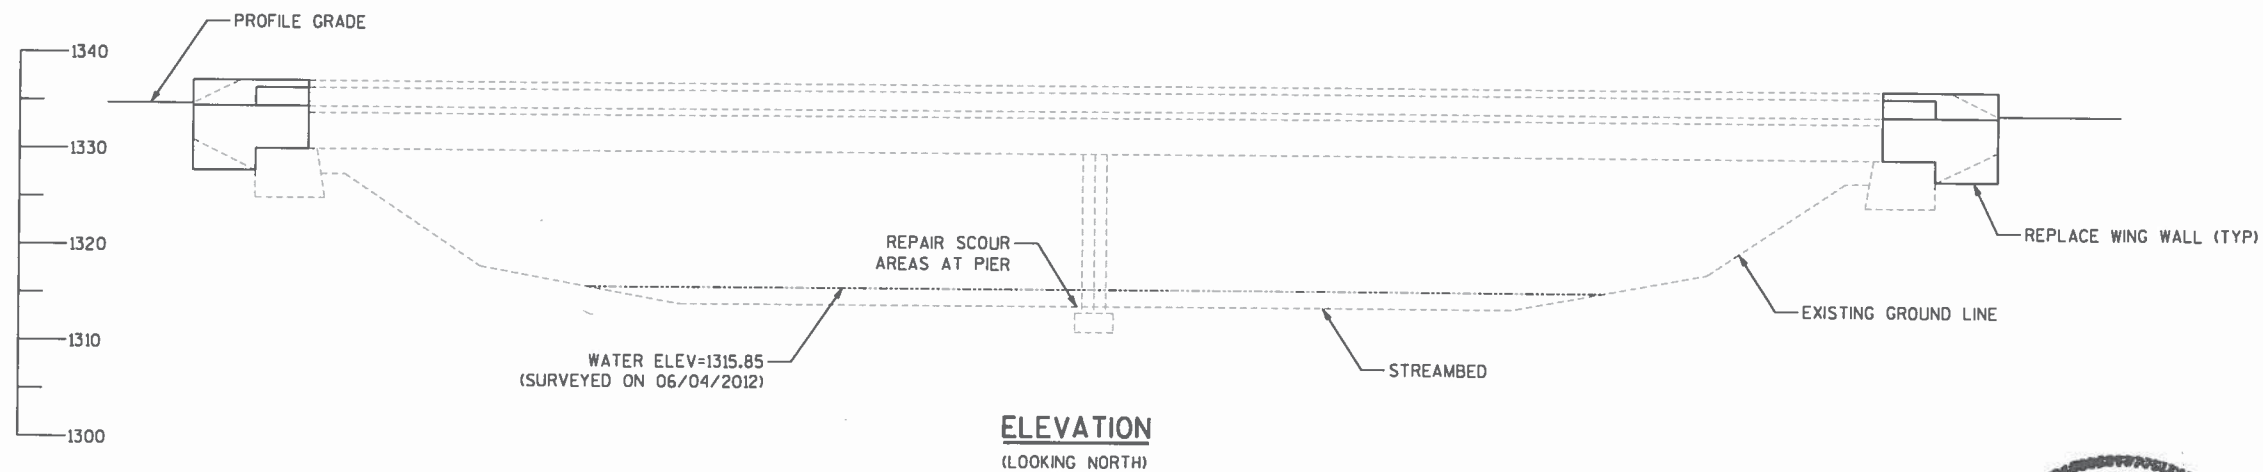 PROFILE GRADE
1340
1330
1320
1310
1300
REPAIR SCOUR
AREAS AT PIER
WATER ELEV=1315.85
(SURVEYED ON 06/04/2012)
STREAMBED
EXISTING GROUND LINE
REPLACE WING WALL (TYP)
ELEVATION
(LOOKING NORTH)